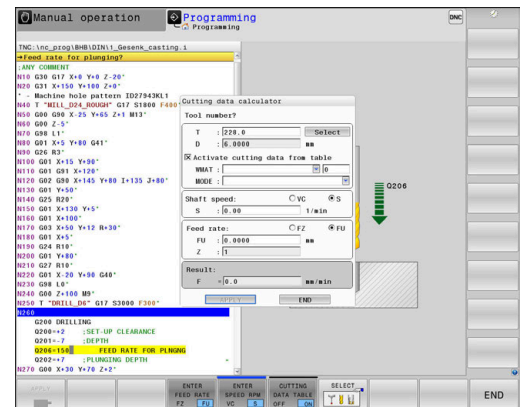 Manual operation
Programming
Programming
DNC
TNC:\nc_prog\BHB\DIN\1_Gesenk_casting.i
→Feed rate for plunging?
;ANY COMMENT
N10 G30 G17 X+0 Y+0 Z-20*
N20 G31 X+150 Y+100 Z+0*
* - Machine hole pattern ID27943KL1
N40 T "MILL_D24_ROUGH" G17 S1800 F400*
N50 G00 G90 X-25 Y+65 Z+1 M13*
N60 G00 Z-5*
N70 G98 L1*
N80 G01 X+5 Y+80 G41*
N90 G26 R3*
N100 G01 X+15 Y+90*
N110 G01 G91 X+120*
N120 G02 G90 X+145 Y+80 I+135 J+80*
N130 G01 Y+50*
N140 G25 R20*
N150 G01 X+130 Y+5*
N160 G01 X+100*
N170 G03 X+50 Y+12 R+30*
N180 G01 X+5*
N190 G24 R10*
N200 G01 Y+80*
N210 G27 R10*
N220 G01 X-20 Y+90 G40*
N230 G98 L0*
N240 G00 Z+100 M9*
N250 T "DRILL_D6" G17 S3000 F300*
N260
G200 DRILLING
Q200=+2 ;SET-UP CLEARANCE
Q201=-7 ;DEPTH
Q206=150 FEED RATE FOR PLNGNG
Q202=+7 ;PLUNGING DEPTH
N270 G00 X+30 Y+70 Z+2*
Cutting data calculator
Tool number?
T : 228.0 Select
D : 6.0000 mm
Activate cutting data from table
WMAT : 0
MODE :
Shaft speed: VC S
S : 0.00 1/min
Feed rate: FZ FU
FU : 0.0000 mm
Z : 1
Result:
F = 0.0 mm/min
APPLY END
Q206
APPLY
ENTER FEED RATE FZ FU
ENTER SPEED RPM VC S
CUTTING DATA TABLE OFF ON
SELECT
END